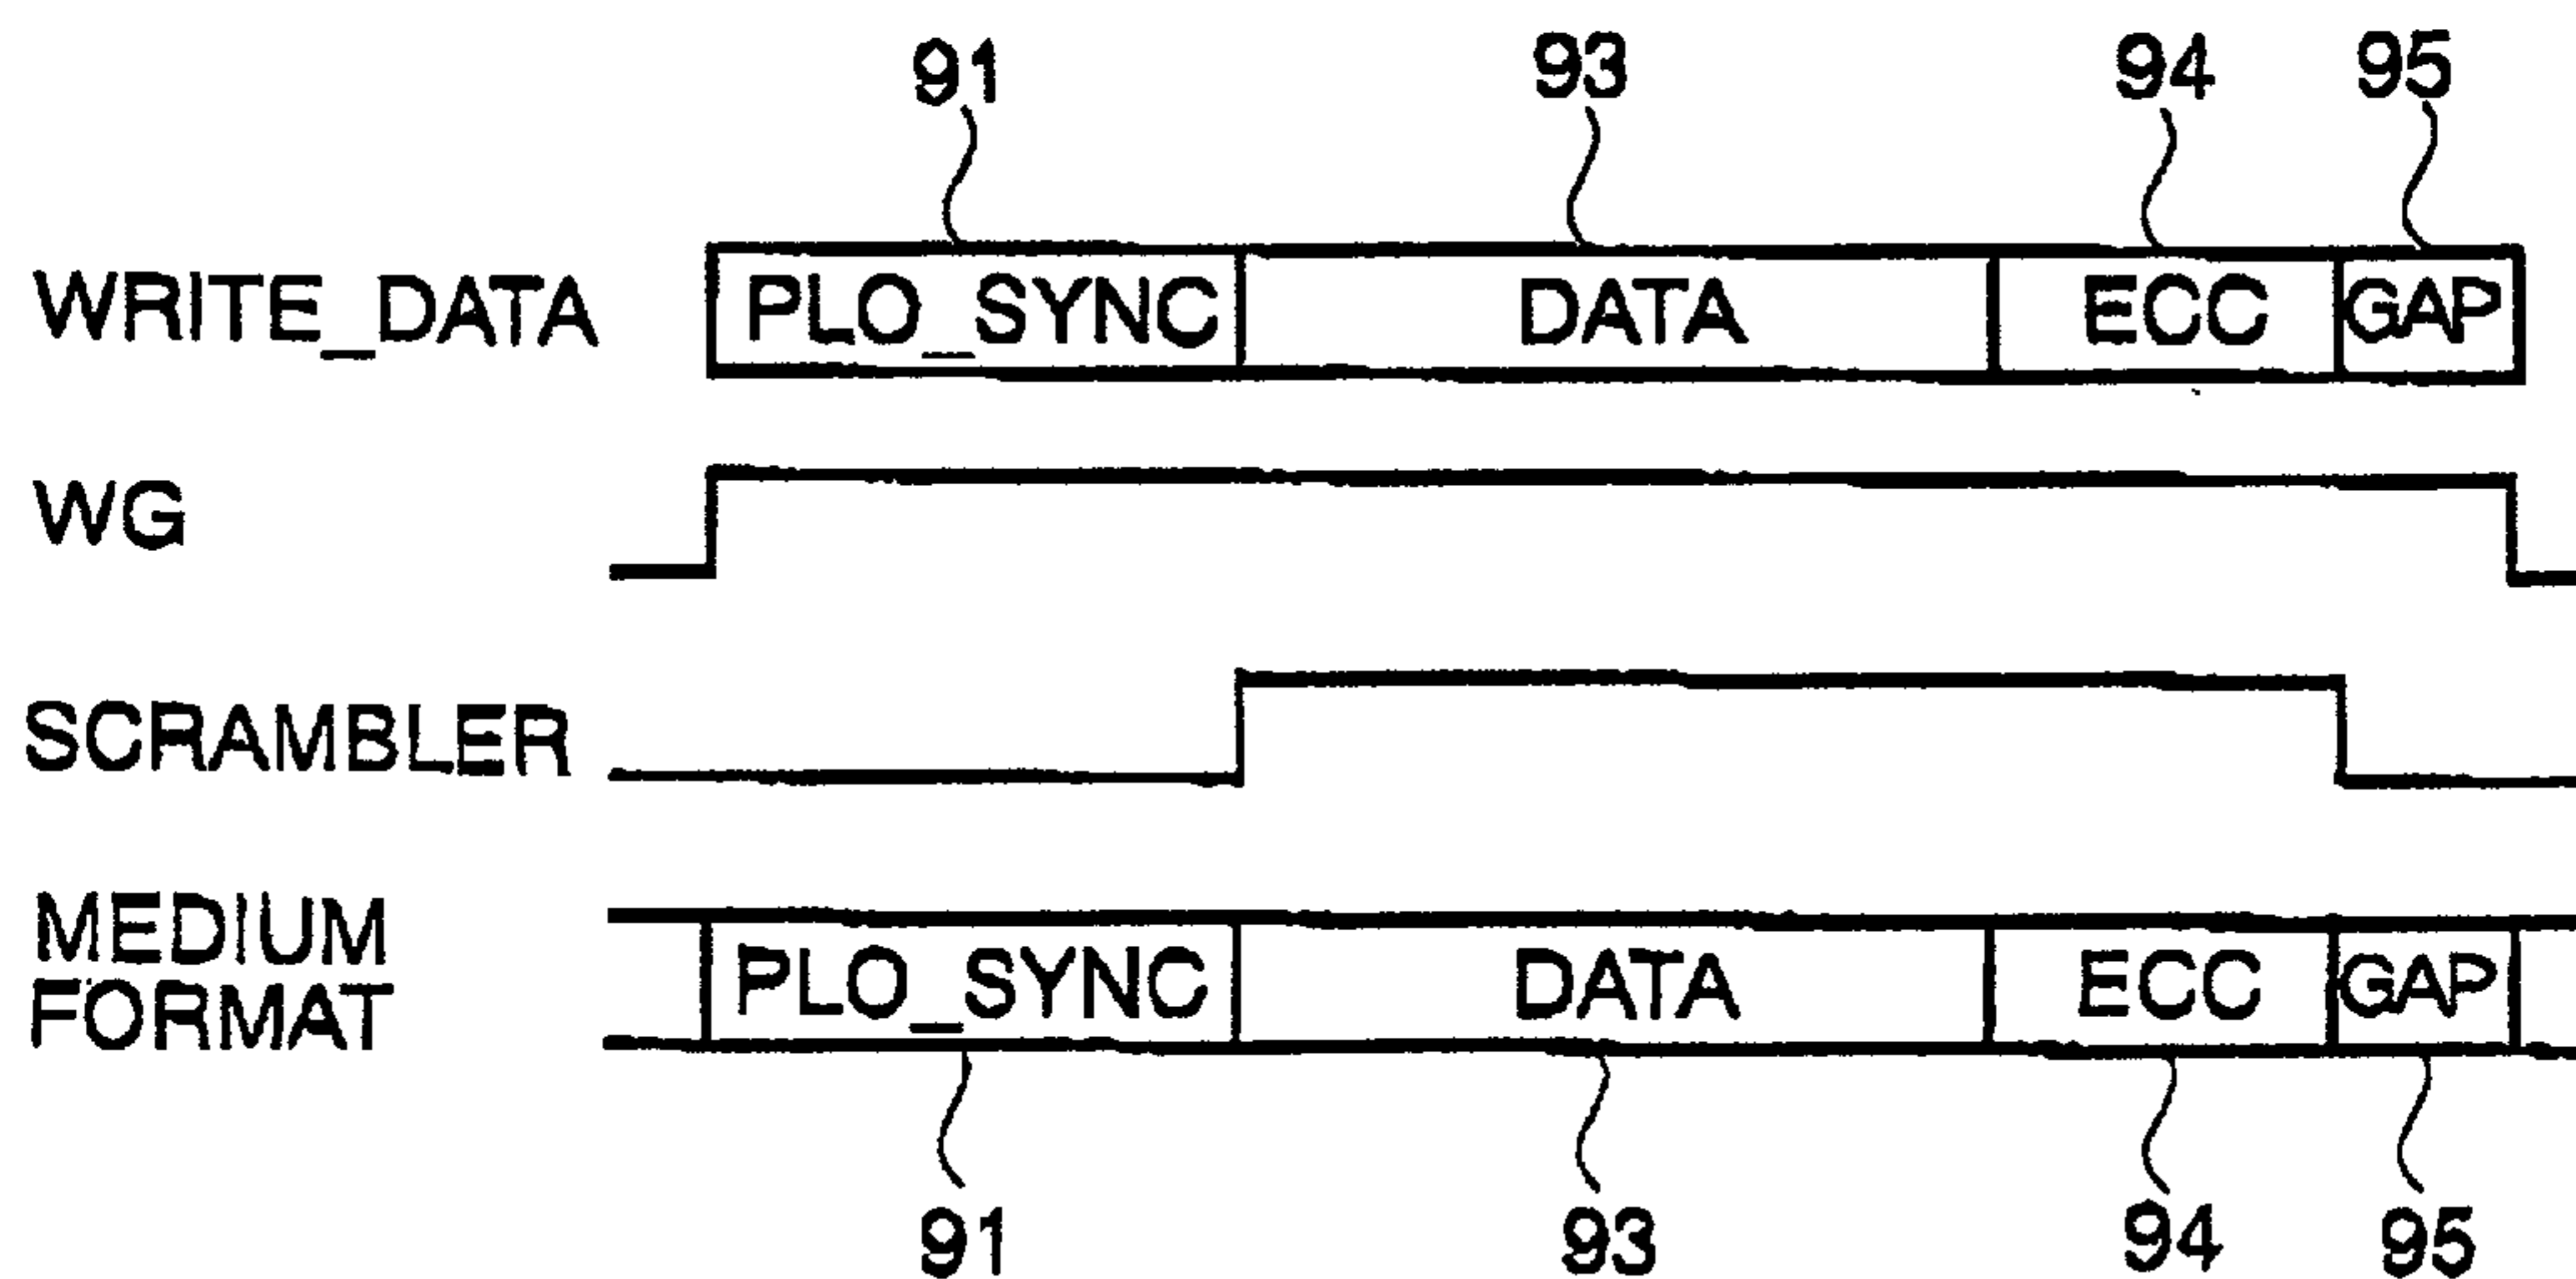 91 93 94 95
WRITE_DATA PLO_SYNC DATA ECC GAP
WG
SCRAMBLER
MEDIUM
FORMAT PLO_SYNC DATA ECC GAP
91 93 94 95